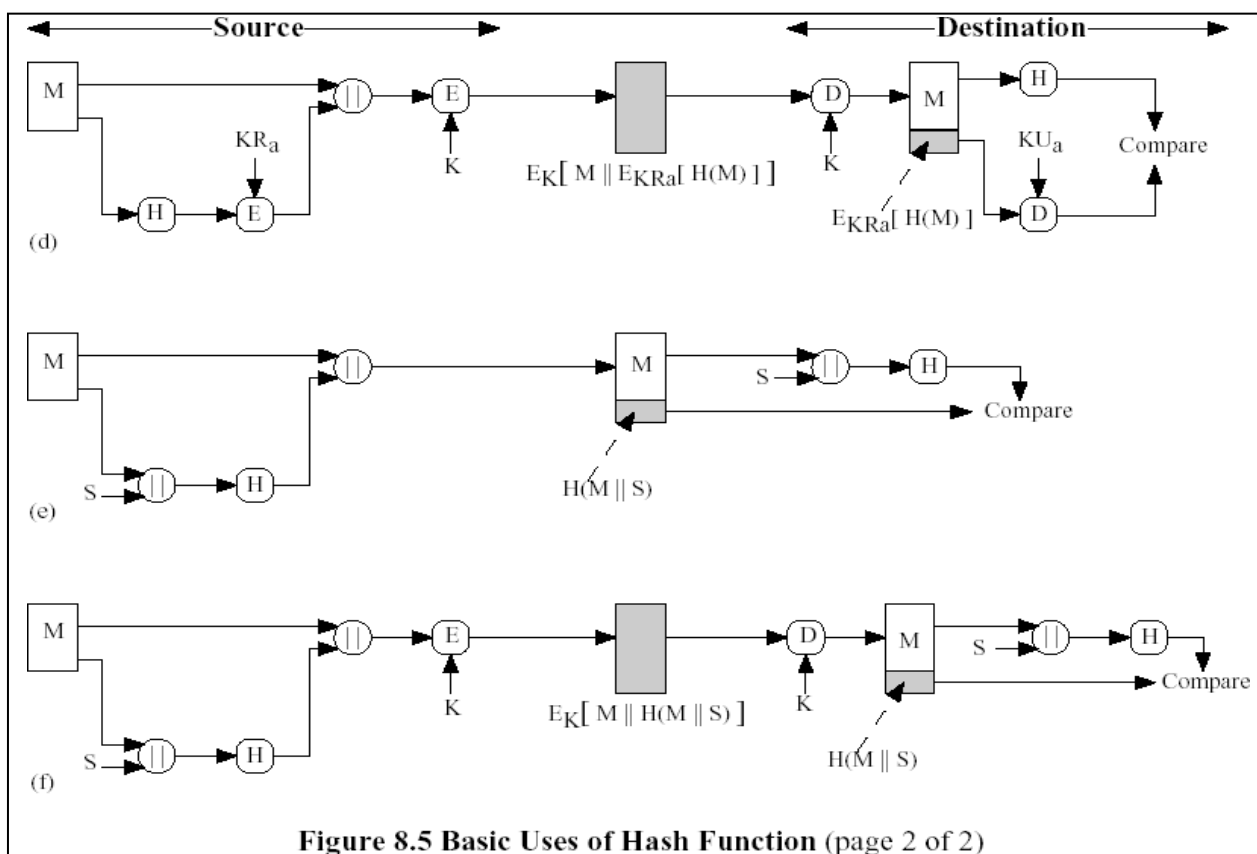 Source
Destination
M
||
E
K
KRa
H
E
(d)
EK[ M || EKRa[ H(M) ] ]
D
K
M
H
KUa
D
Compare
EKRa[ H(M) ]
M
||
S
||
H
(e)
M
H(M || S)
S
||
H
Compare
M
||
E
K
S
||
H
(f)
EK[ M || H(M || S) ]
D
K
M
S
||
H
Compare
H(M || S)
Figure 8.5 Basic Uses of Hash Function (page 2 of 2)